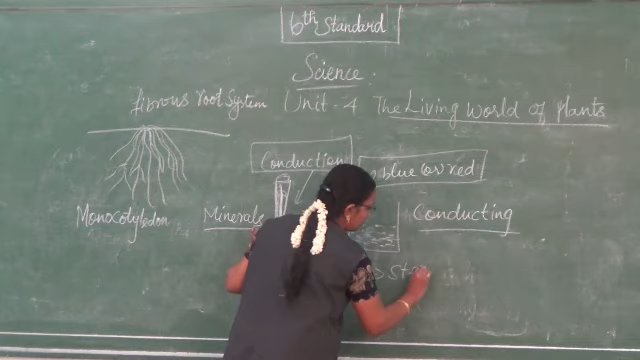 6th Standard
Science.
fibrous root System Unit-4 The Living World of Plants
Conduction
blue (or) red
Monocotyledon
Minerals
Conducting